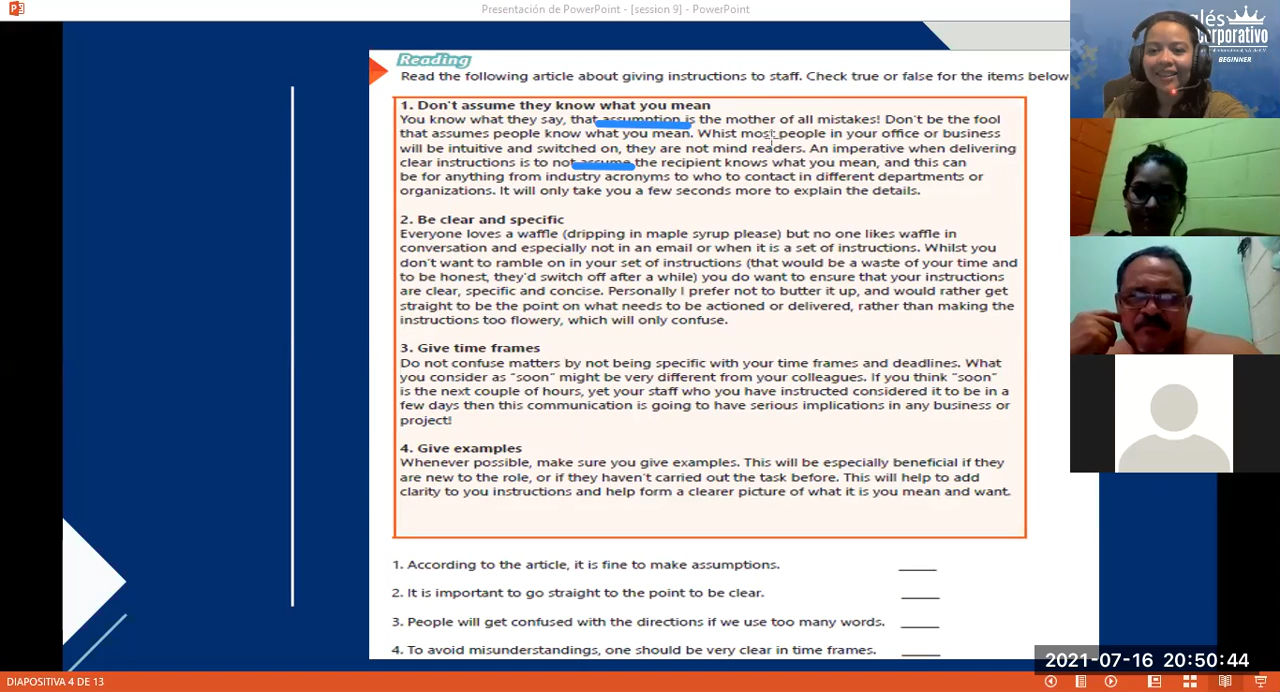 Presentación de PowerPoint - [session 9] - PowerPoint
glés
corporativo
BEGINNER
Reading
Read the following article about giving instructions to staff. Check true or false for the items below
1. Don't assume they know what you mean
You know what they say, that assumption is the mother of all mistakes! Don't be the fool
that assumes people know what you mean. Whist most people in your office or business
will be intuitive and switched on, they are not mind readers. An imperative when delivering
clear instructions is to not assume the recipient knows what you mean, and this can
be for anything from industry acronyms to who to contact in different departments or
organizations. It will only take you a few seconds more to explain the details.
2. Be clear and specific
Everyone loves a waffle (dripping in maple syrup please) but no one likes waffle in
conversation and especially not in an email or when it is a set of instructions. Whilst you
don't want to ramble on in your set of instructions (that would be a waste of your time and
to be honest, they'd switch off after a while) you do want to ensure that your instructions
are clear, specific and concise. Personally I prefer not to butter it up, and would rather get
straight to be the point on what needs to be actioned or delivered, rather than making the
instructions too flowery, which will only confuse.
3. Give time frames
Do not confuse matters by not being specific with your time frames and deadlines. What
you consider as "soon" might be very different from your colleagues. If you think "soon"
is the next couple of hours, yet your staff who you have instructed considered it to be in a
few days then this communication is going to have serious implications in any business or
project!
4. Give examples
Whenever possible, make sure you give examples. This will be especially beneficial if they
are new to the role, or if they haven't carried out the task before. This will help to add
clarity to you instructions and help form a clearer picture of what it is you mean and want.
1. According to the article, it is fine to make assumptions.
2. It is important to go straight to the point to be clear.
3. People will get confused with the directions if we use too many words.
4. To avoid misunderstandings, one should be very clear in time frames.
2021-07-16 20:50:44
DIAPOSITIVA 4 DE 13